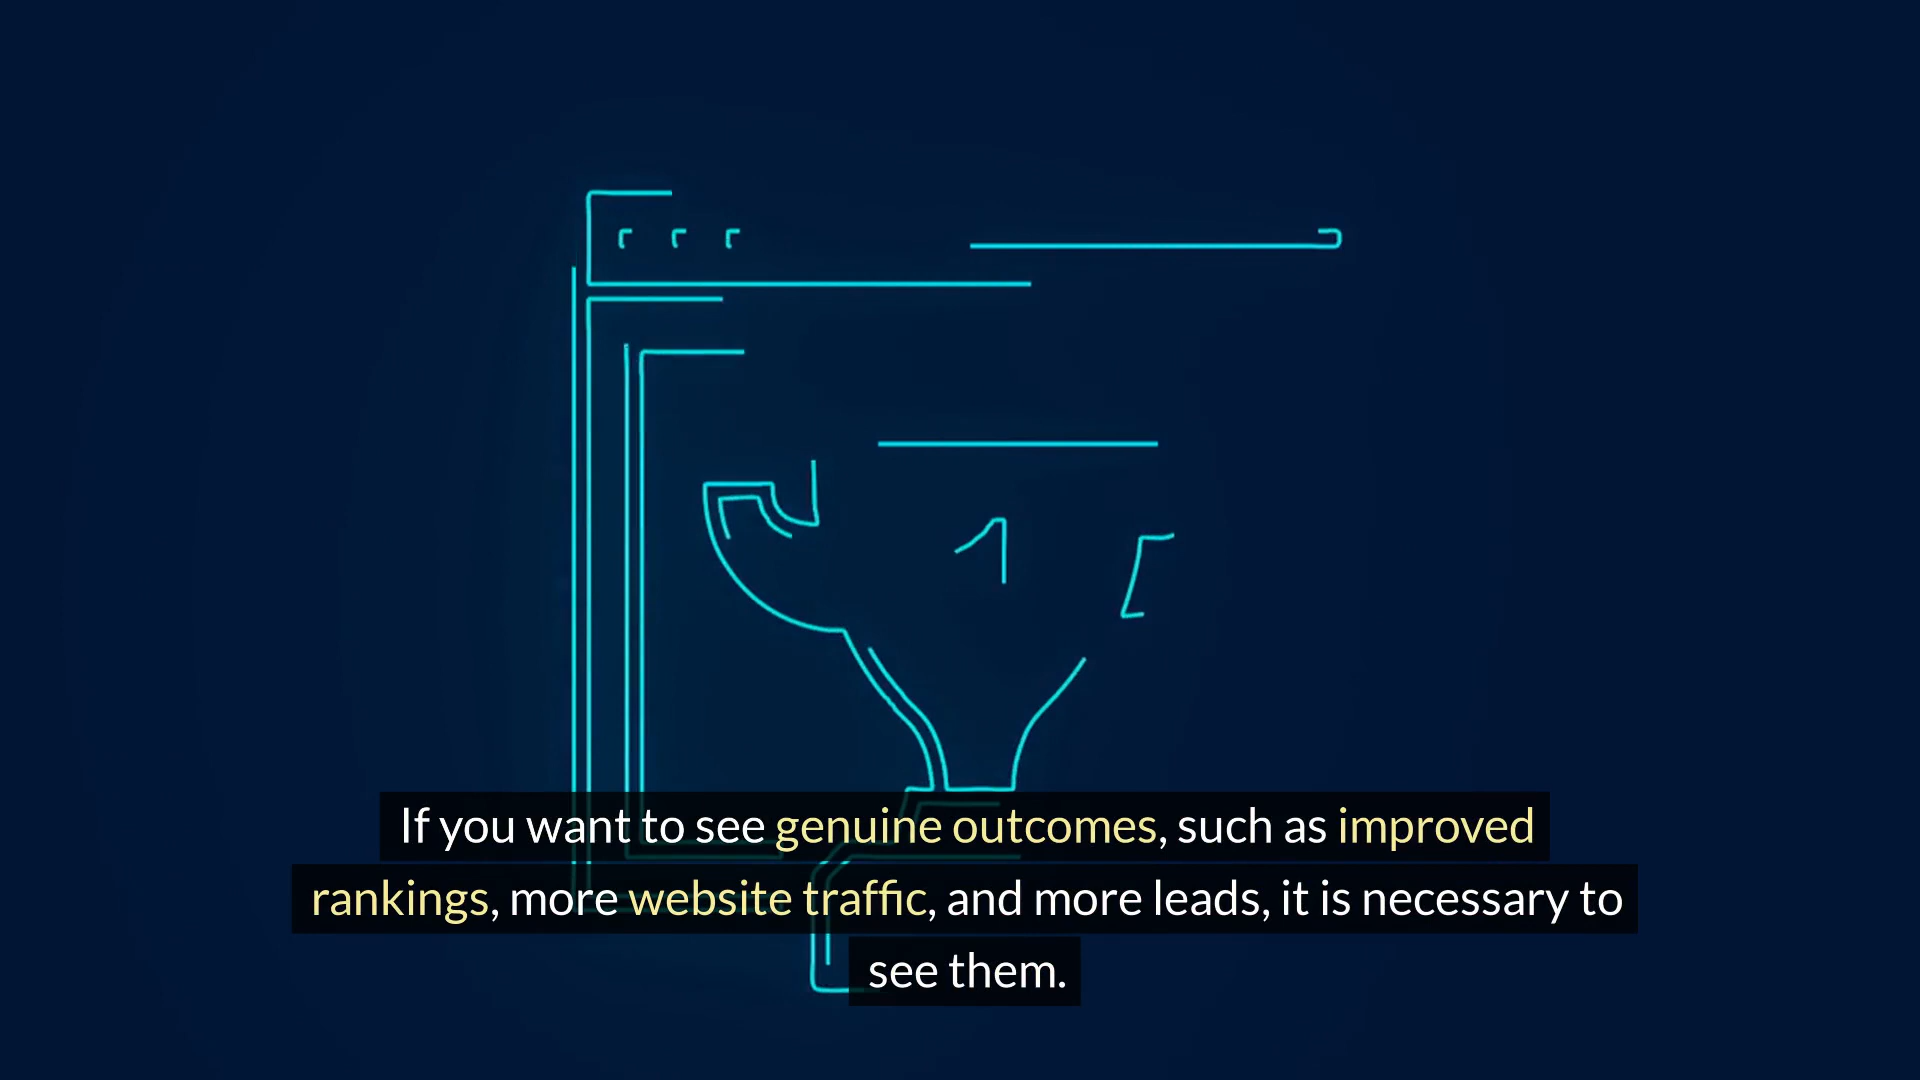 If you want to see genuine outcomes, such as improved
rankings, more website traffic, and more leads, it is necessary to
see them.